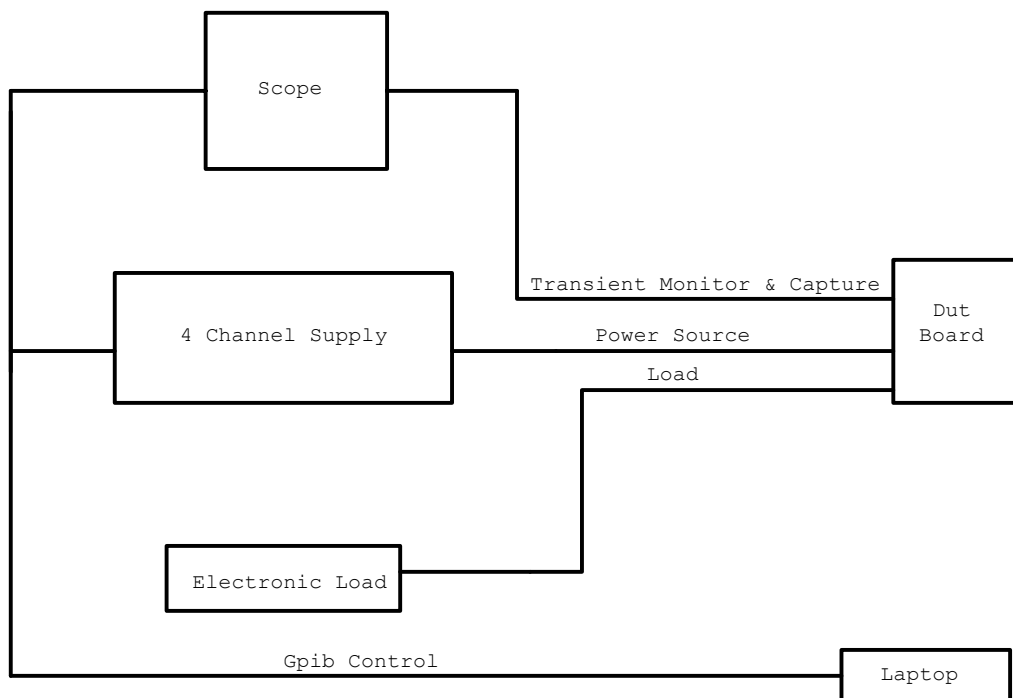 Scope
Transient Monitor & Capture
4 Channel Supply
Power Source
Dut
Board
Load
Electronic Load
Gpib Control
Laptop